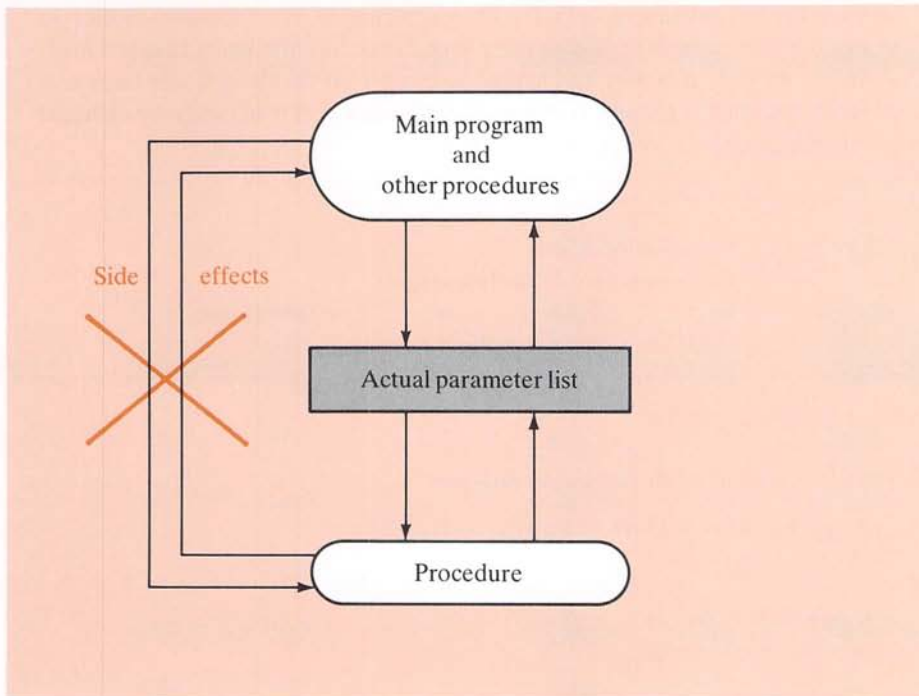 Main program
and
other procedures
Side effects
Actual parameter list
Procedure